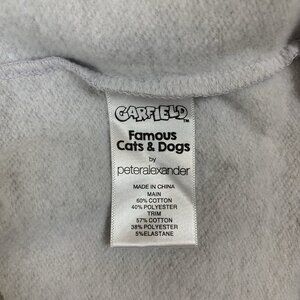 GARFIELD™
Famous
Cats & Dogs
by
peteralexander
MADE IN CHINA
MAIN
60% COTTON
40% POLYESTER
TRIM
57% COTTON
38% POLYESTER
5%ELASTANE